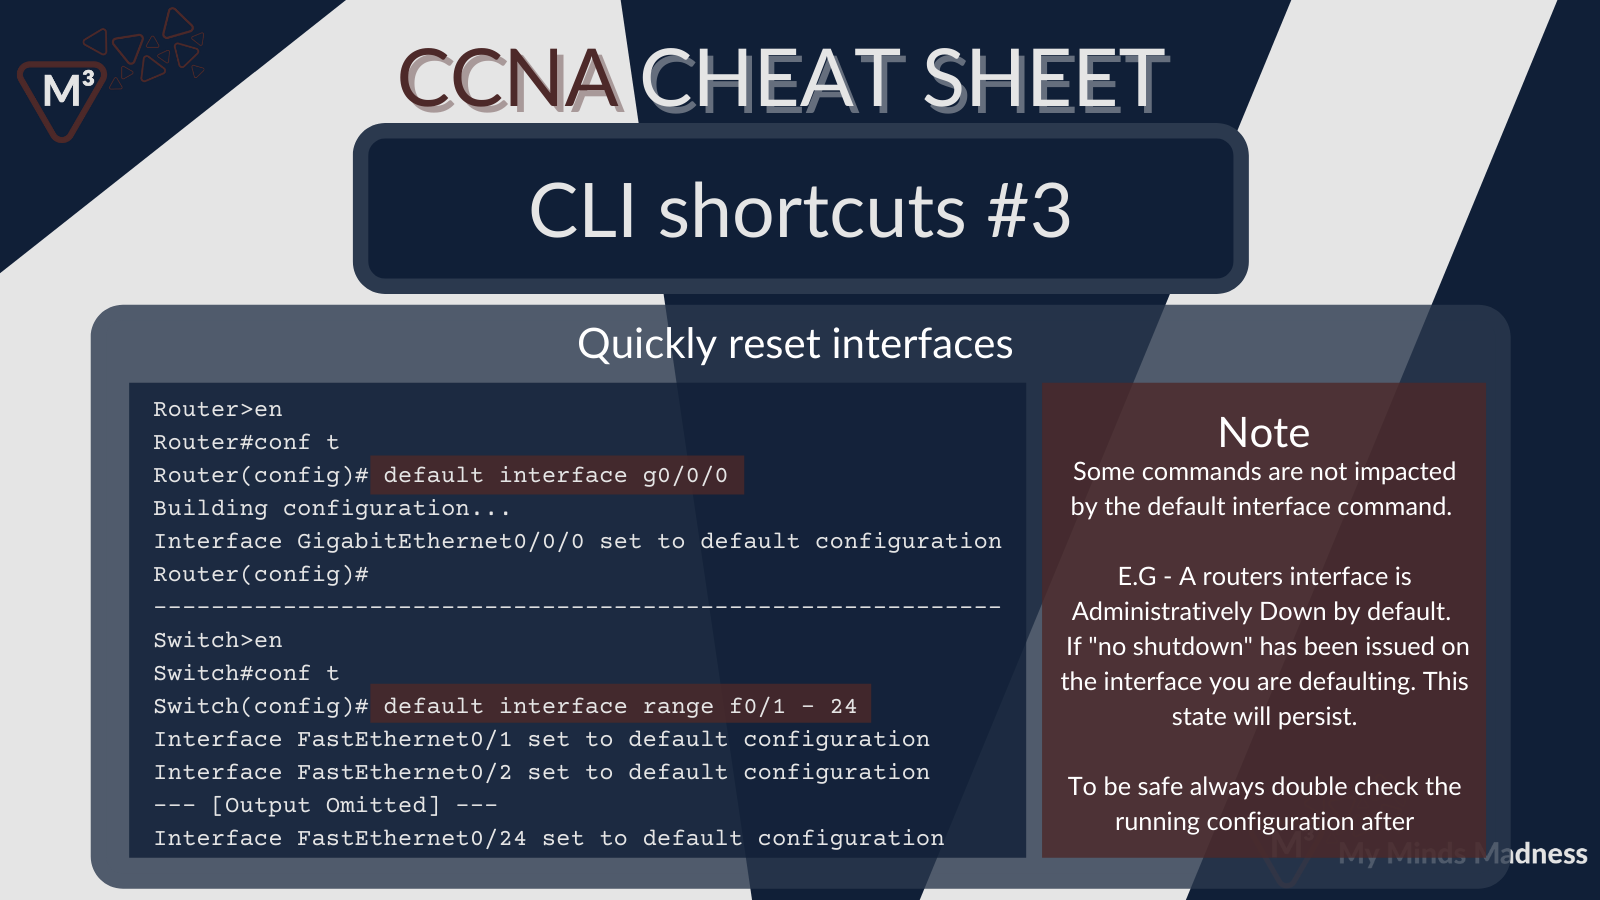 M³
CCNA CHEAT SHEET
CLI shortcuts #3
Quickly reset interfaces
Router>en
Router#conf t
Router(config)# default interface g0/0/0
Building configuration...
Interface GigabitEthernet0/0/0 set to default configuration
Router(config)#
-----------------------------------------------------------
Switch>en
Switch#conf t
Switch(config)# default interface range f0/1 - 24
Interface FastEthernet0/1 set to default configuration
Interface FastEthernet0/2 set to default configuration
--- [Output Omitted] ---
Interface FastEthernet0/24 set to default configuration
Note
Some commands are not impacted
by the default interface command.
E.G - A routers interface is
Administratively Down by default.
If "no shutdown" has been issued on
the interface you are defaulting. This
state will persist.
To be safe always double check the
running configuration after
M³ My Minds Madness